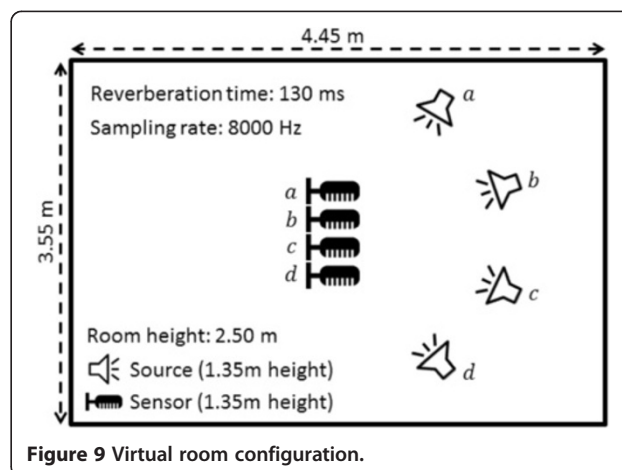 4.45 m
3.55 m
Reverberation time: 130 ms
Sampling rate: 8000 Hz
a
b
c
d
a
b
c
d
Room height: 2.50 m
Source (1.35m height)
Sensor (1.35m height)
Figure 9 Virtual room configuration.